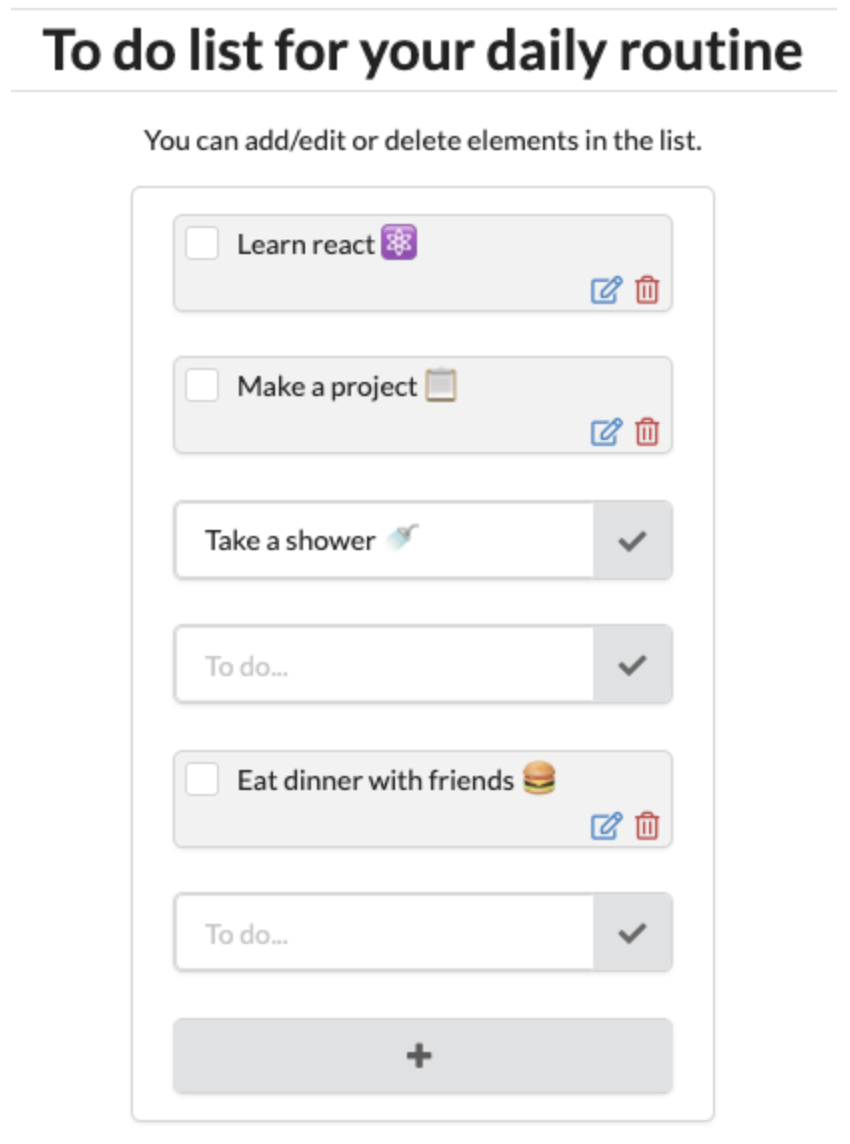 To do list for your daily routine
You can add/edit or delete elements in the list.
Learn react ⚛️
Make a project 📋
Take a shower 🚿
To do...
Eat dinner with friends 🍔
To do...